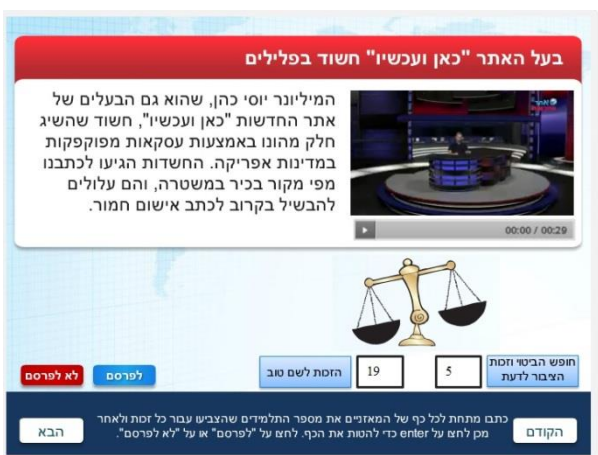 בעל האתר "כאן ועכשיו" חשוד בפלילים
המיליונר יוסי כהן, שהוא גם הבעלים של
אתר החדשות "כאן ועכשיו", חשוד שהשיג
חלק מהונו באמצעות עסקאות מפוקפקות
במדינות אפריקה. החשדות הגיעו לכתבנו
מפי מקור בכיר במשטרה, והם עלולים
להבשיל בקרוב לכתב אישום חמור.
00:00 / 00:29
חופש הביטוי וזכות
הציבור לדעת
5
19
הזכות לשם טוב
לפרסם
לא לפרסם
כתבו מתחת לכל כף של המאזניים את מספר התלמידים שהצביעו עבור כל זכות ולאחר
מכן לחצו על enter כדי להטות את הכף. לחצו על "לפרסם" או על "לא לפרסם".
הקודם
הבא